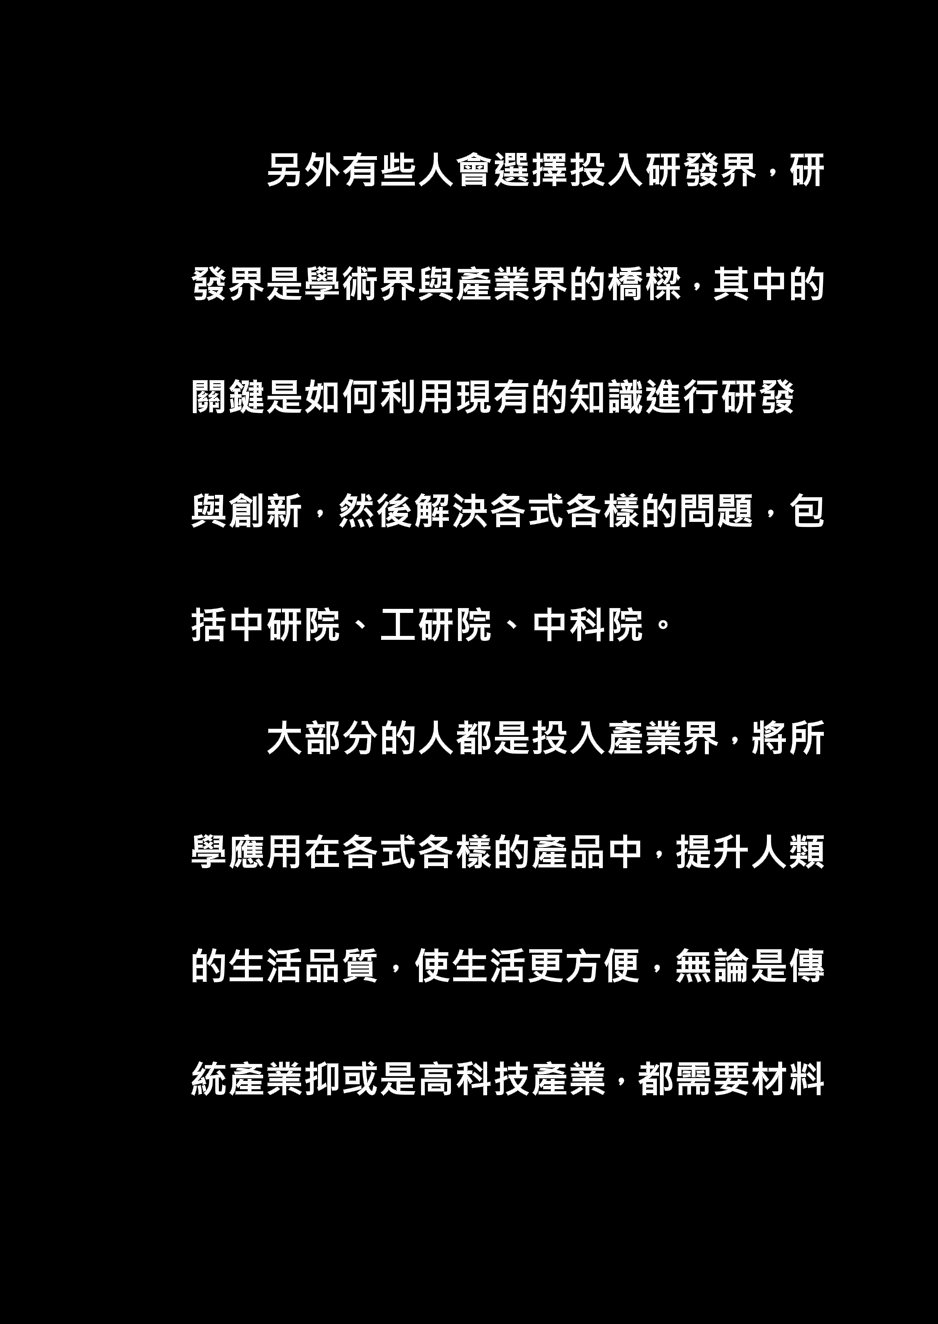 另外有些人會選擇投入研發界，研
發界是學術界與產業界的橋樑，其中的
關鍵是如何利用現有的知識進行研發
與創新，然後解決各式各樣的問題，包
括中研院、工研院、中科院。
大部分的人都是投入產業界，將所
學應用在各式各樣的產品中，提升人類
的生活品質，使生活更方便，無論是傳
統產業抑或是高科技產業，都需要材料